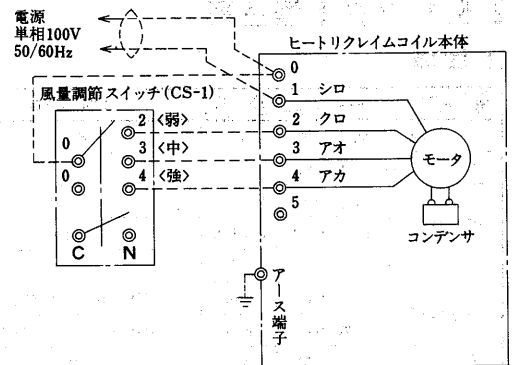 電源
単相100V
50/60Hz
ヒートリクレイムコイル本体
風量調節スイッチ(CS-1)
0
1 シロ
2 クロ
3 アオ
4 アカ
5
2 〈弱〉
3 〈中〉
4 〈強〉
0
0
C N
モータ
コンデンサ
アース端子